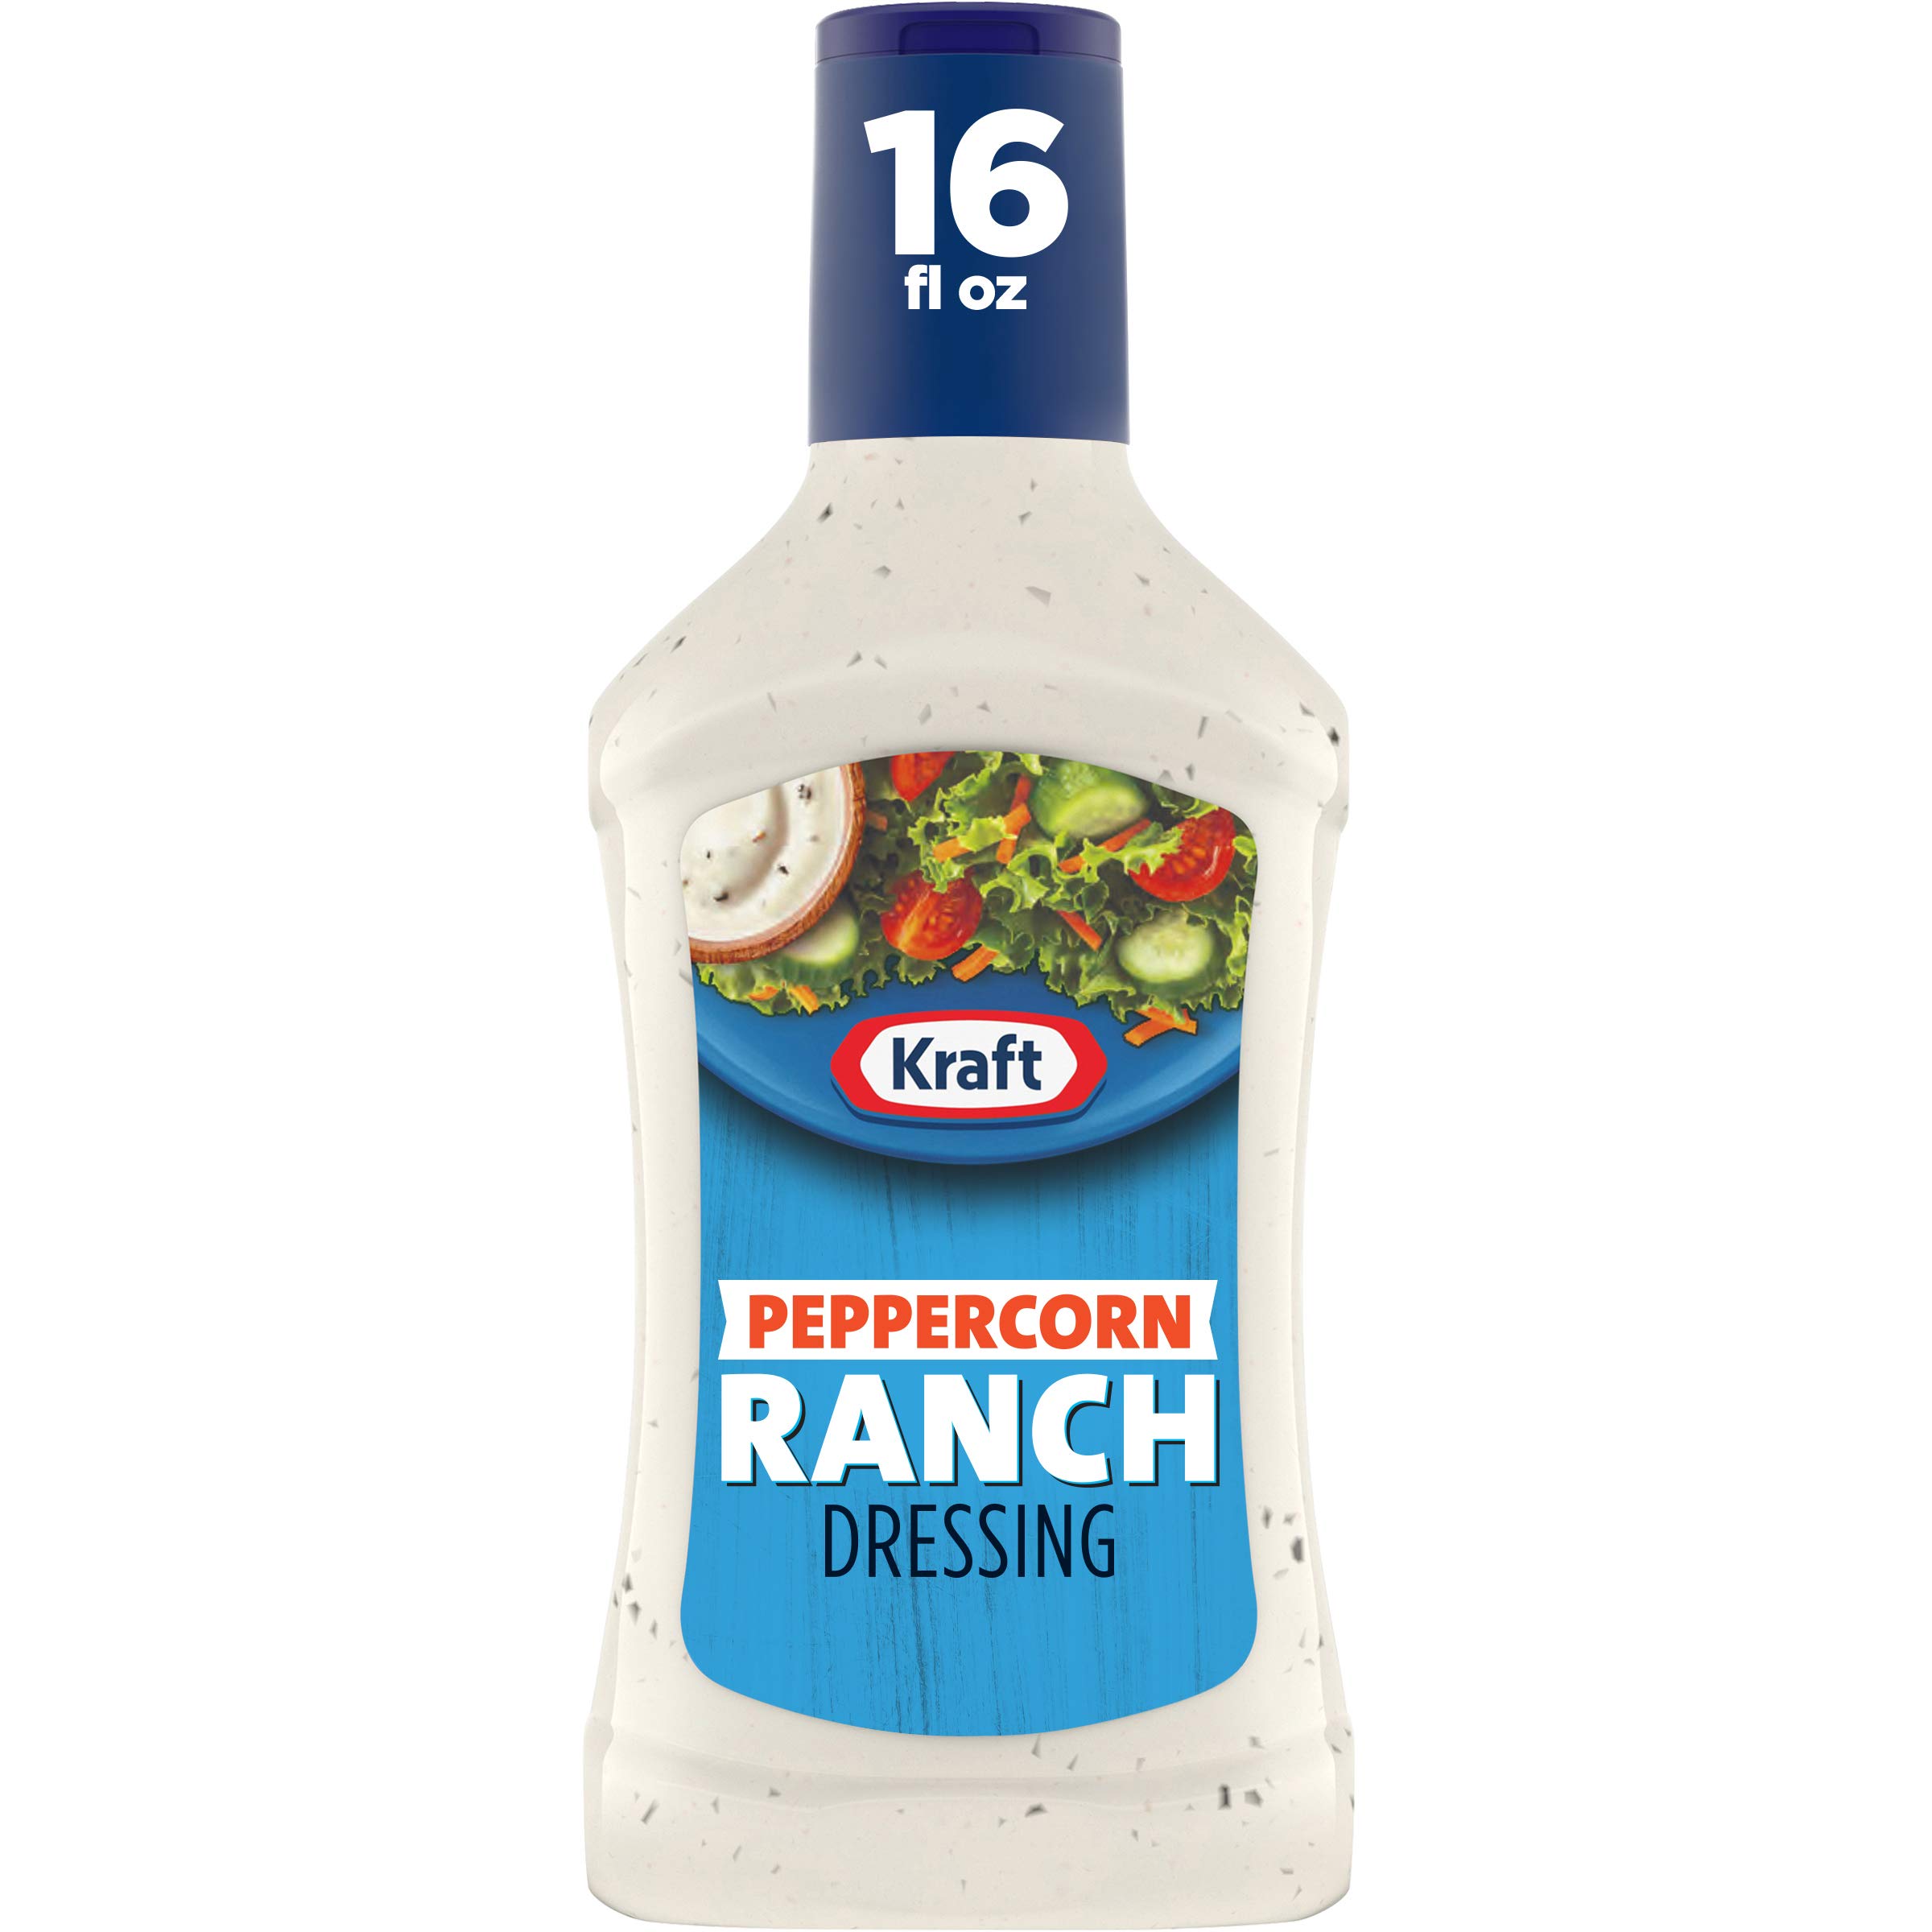 16
fl oz
Kraft
PEPPERCORN
RANCH
DRESSING